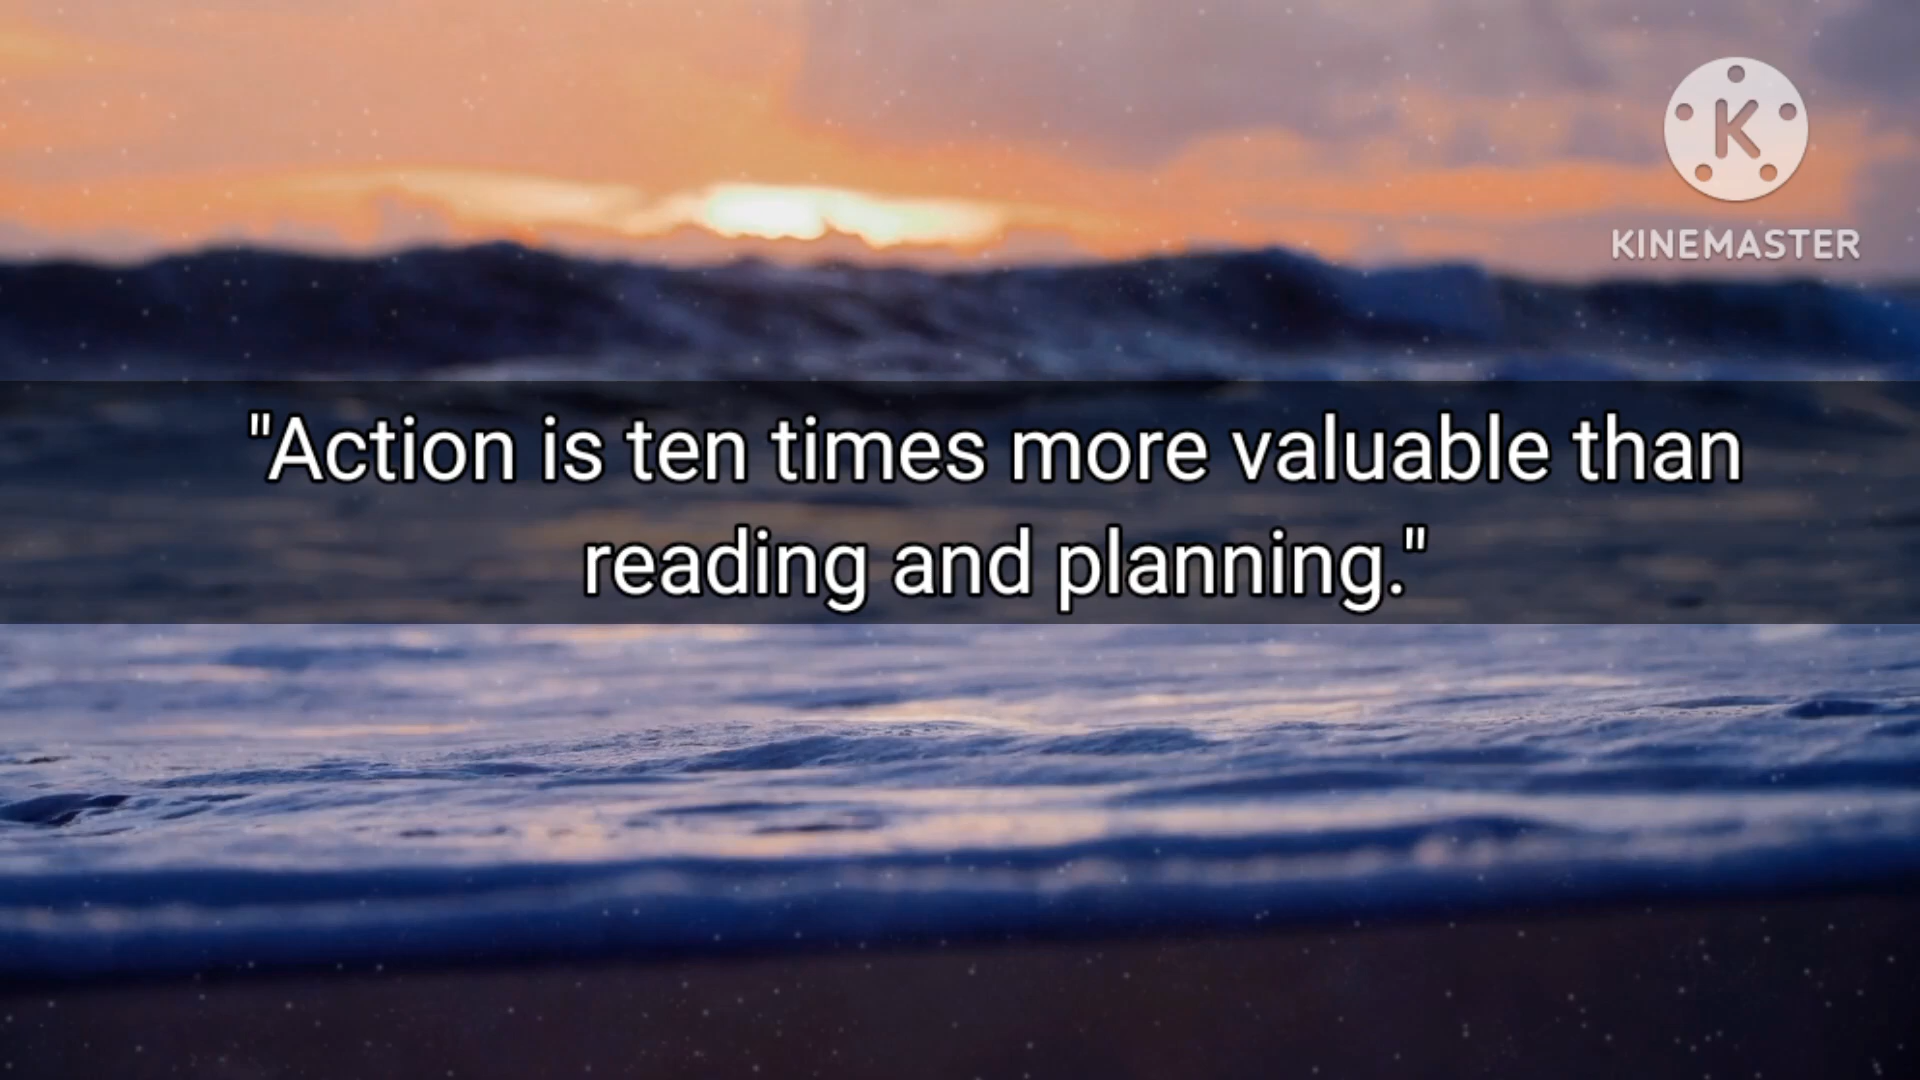 K
KINEMASTER
"Action is ten times more valuable than
reading and planning."